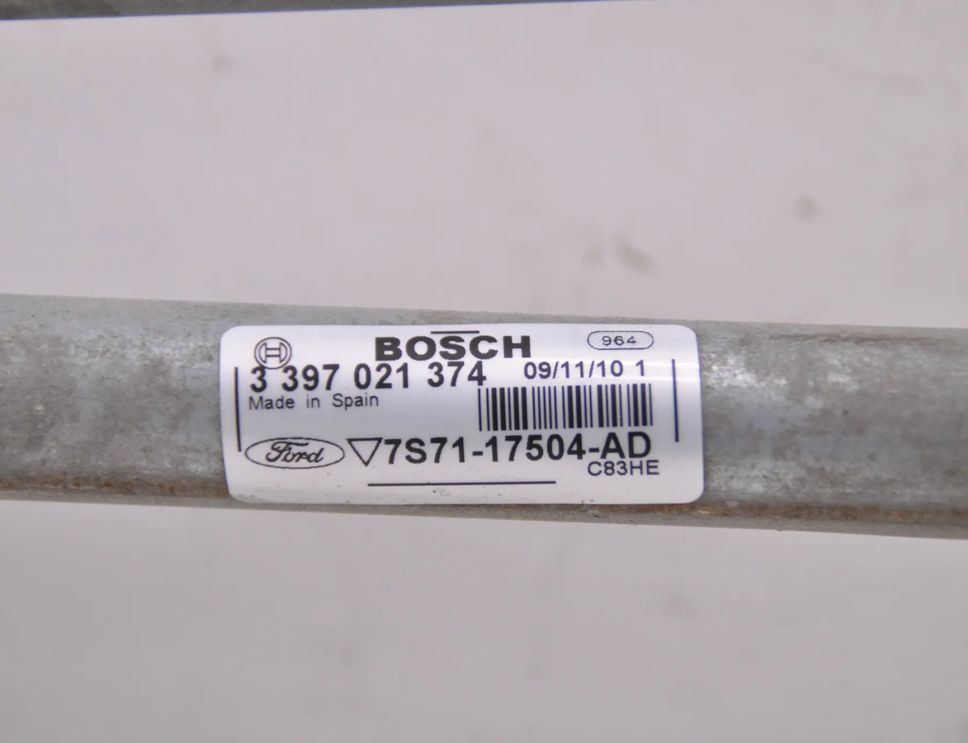 BOSCH 964
3 397 021 374 09/11/10 1
Made in Spain
Ford 7S71-17504-AD
C83HE